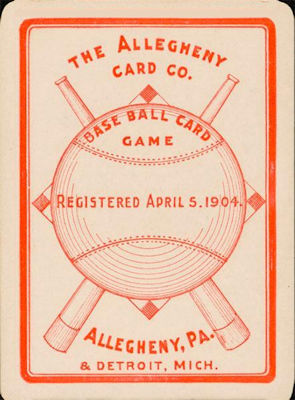 THE ALLEGHENY
CARD CO.
BASE BALL CARD
GAME
REGISTERED APRIL 5.1904.
ALLEGHENY, PA.
& DETROIT, MICH.